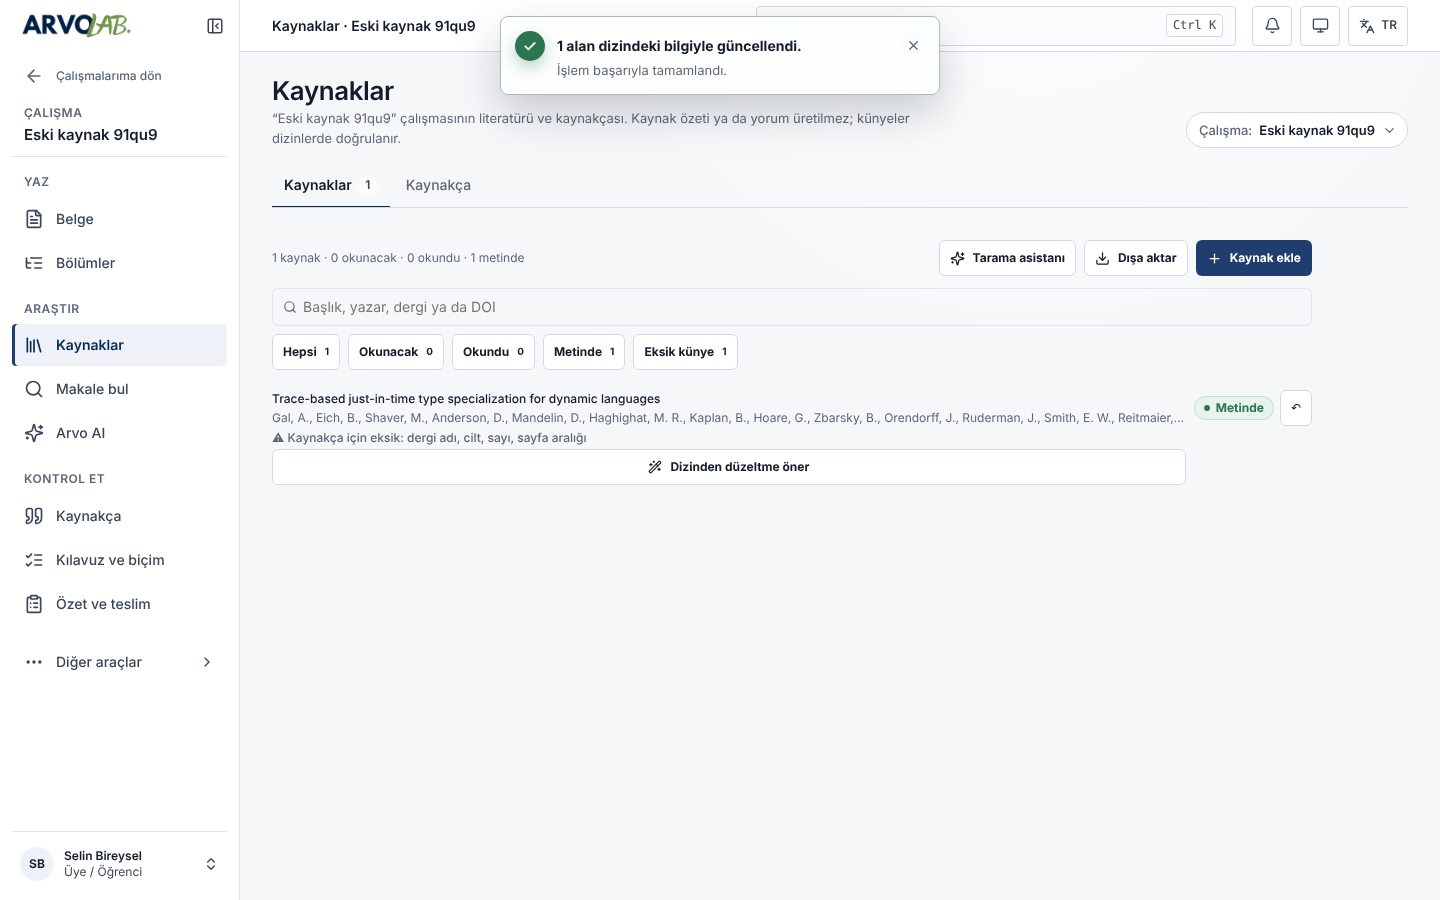 ARVOLAB.
Çalışmalarıma dön
ÇALIŞMA
Eski kaynak 91qu9
YAZ
Belge
Bölümler
ARAŞTIR
Kaynaklar
Makale bul
Arvo AI
KONTROL ET
Kaynakça
Kılavuz ve biçim
Özet ve teslim
Diğer araçlar
SB
Selin Bireysel
Üye / Öğrenci
Kaynaklar · Eski kaynak 91qu9
Ctrl K
TR
1 alan dizindeki bilgiyle güncellendi.
İşlem başarıyla tamamlandı.
Kaynaklar
“Eski kaynak 91qu9” çalışmasının literatürü ve kaynakçası. Kaynak özeti ya da yorum üretilmez; künyeler
dizinlerde doğrulanır.
Çalışma: Eski kaynak 91qu9
Kaynaklar 1
Kaynakça
1 kaynak · 0 okunacak · 0 okundu · 1 metinde
Tarama asistanı
Dışa aktar
Kaynak ekle
Başlık, yazar, dergi ya da DOI
Hepsi 1
Okunacak 0
Okundu 0
Metinde 1
Eksik künye 1
Trace-based just-in-time type specialization for dynamic languages
Gal, A., Eich, B., Shaver, M., Anderson, D., Mandelin, D., Haghighat, M. R., Kaplan, B., Hoare, G., Zbarsky, B., Orendorff, J., Ruderman, J., Smith, E. W., Reitmaier,...
Metinde
⚠ Kaynakça için eksik: dergi adı, cilt, sayı, sayfa aralığı
Dizinden düzeltme öner